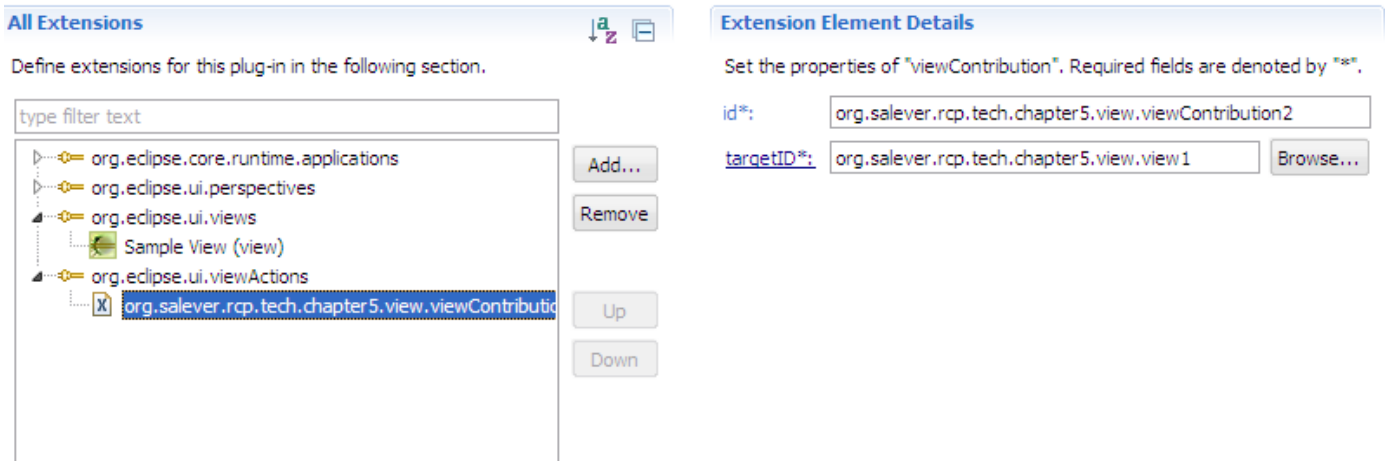 All Extensions
Define extensions for this plug-in in the following section.
type filter text
org.eclipse.core.runtime.applications
org.eclipse.ui.perspectives
org.eclipse.ui.views
Sample View (view)
org.eclipse.ui.viewActions
org.salever.rcp.tech.chapter5.view.viewContributio
Add...
Remove
Up
Down
Extension Element Details
Set the properties of "viewContribution". Required fields are denoted by "*".
id*: org.salever.rcp.tech.chapter5.view.viewContribution2
targetID*: org.salever.rcp.tech.chapter5.view.view1 Browse...